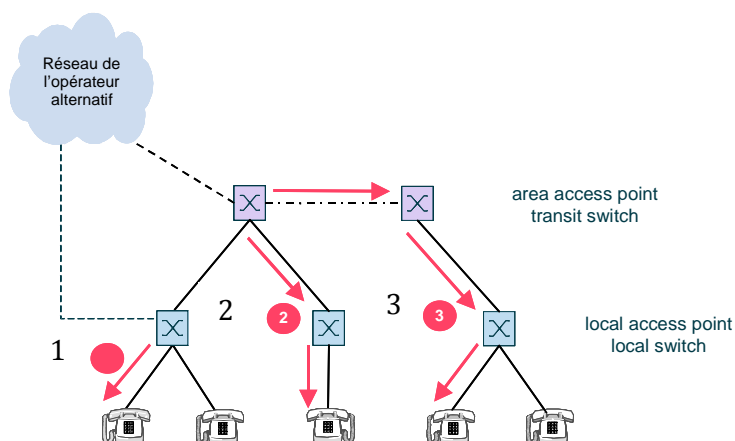 Réseau de
l'opérateur
alternatif
area access point
transit switch
2
2
3
3
local access point
local switch
1